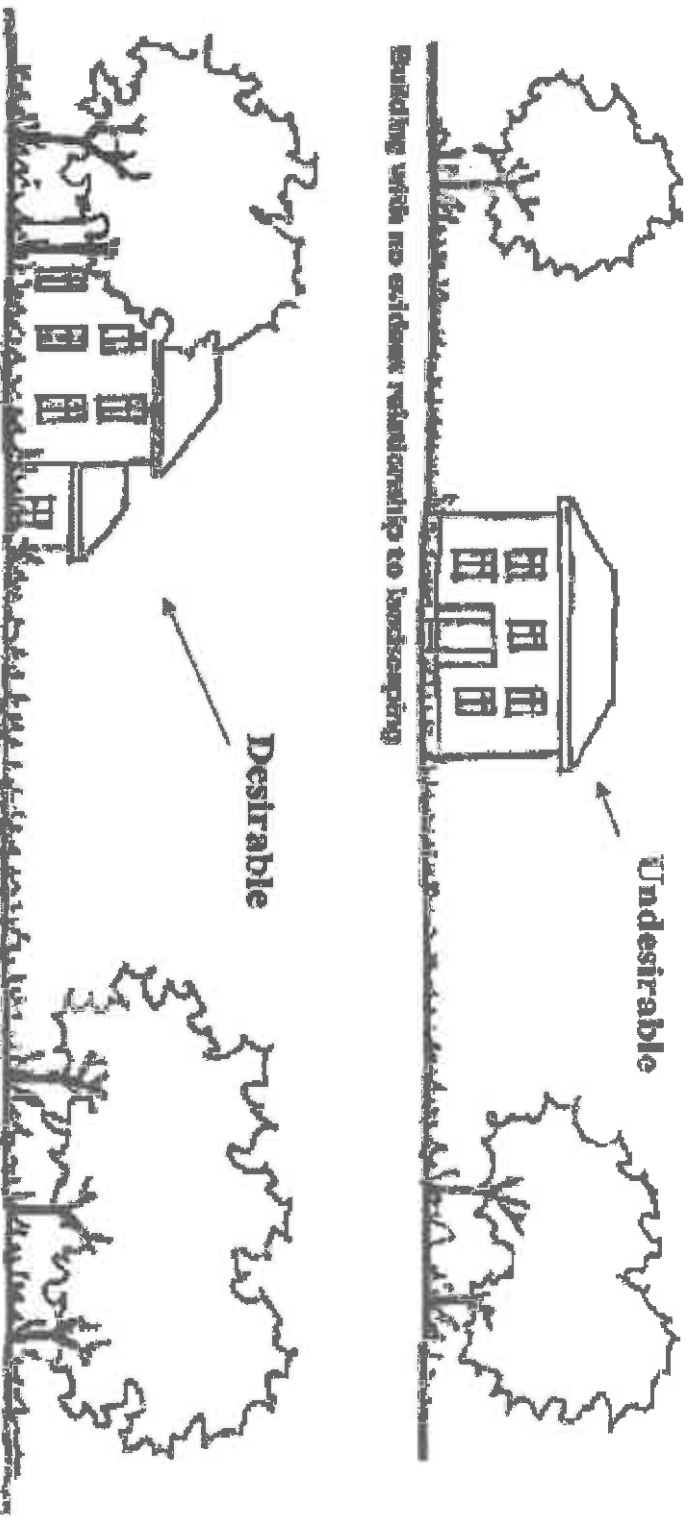 Undesirable
Building with no evident relationship to landscaping
Desirable